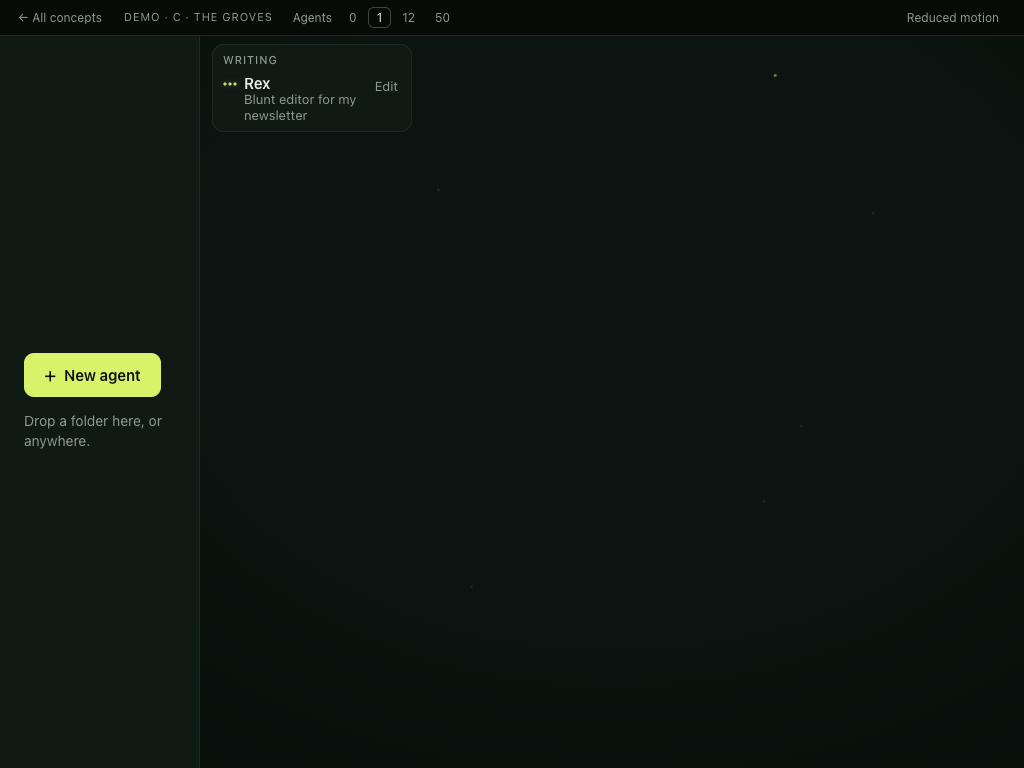 ← All concepts DEMO · C · THE GROVES Agents 0 1 12 50 Reduced motion
WRITING
Rex Edit
Blunt editor for my
newsletter
+ New agent
Drop a folder here, or
anywhere.